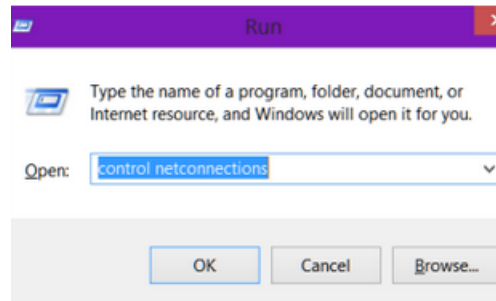 Run
Type the name of a program, folder, document, or
Internet resource, and Windows will open it for you.
Open: control netconnections
OK Cancel Browse...